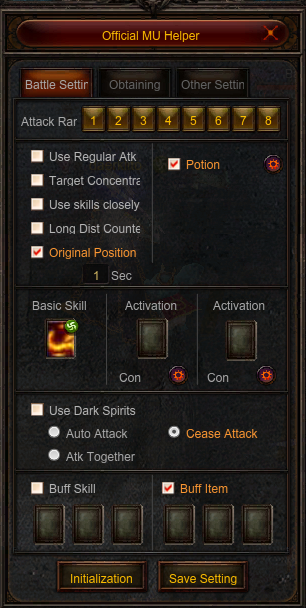 Official MU Helper
Battle Settin Obtaining Other Settin
Attack Ran 1 2 3 4 5 6 7 8
Use Regular Atk
Potion
Target Concentra
Use skills closely
Long Dist Counte
Original Position
1 Sec
Basic Skill Activation Activation
Con Con
Use Dark Spirits
Auto Attack Cease Attack
Atk Together
Buff Skill Buff Item
Initialization Save Setting